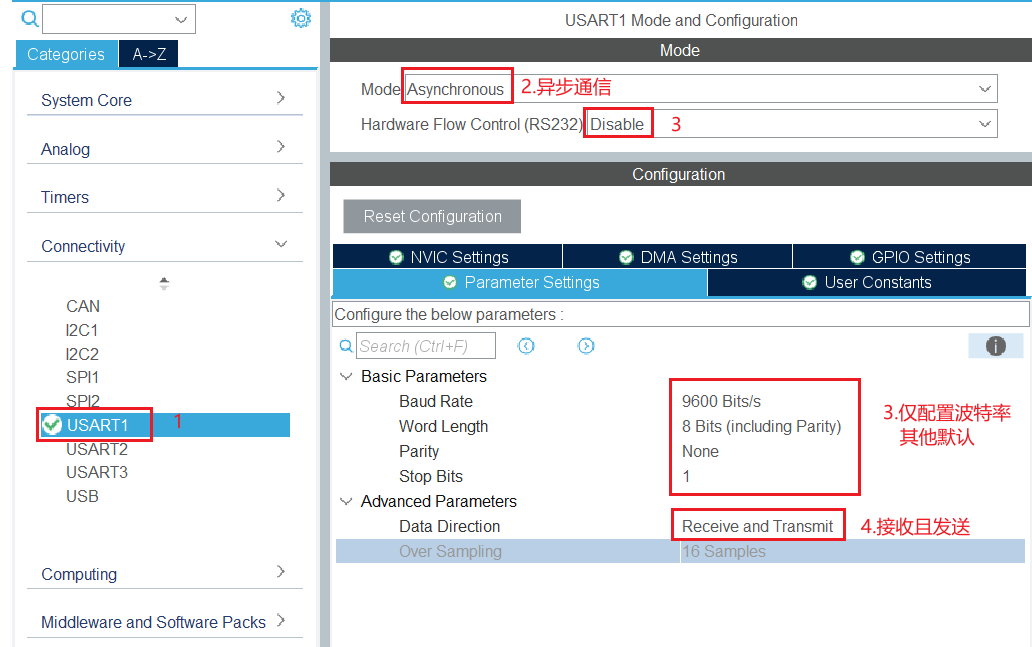 Categories
A->Z
System Core
Analog
Timers
Connectivity
CAN
I2C1
I2C2
SPI1
SPI2
USART1 1
USART2
USART3
USB
Computing
Middleware and Software Packs
USART1 Mode and Configuration
Mode
Mode Asynchronous 2.异步通信
Hardware Flow Control (RS232) Disable 3
Configuration
Reset Configuration
NVIC Settings DMA Settings GPIO Settings
Parameter Settings User Constants
Configure the below parameters :
Search (Ctrl+F)
Basic Parameters
Baud Rate 9600 Bits/s
Word Length 8 Bits (including Parity)
Parity None
Stop Bits 1
3.仅配置波特率
其他默认
Advanced Parameters
Data Direction Receive and Transmit 4.接收且发送
Over Sampling 16 Samples